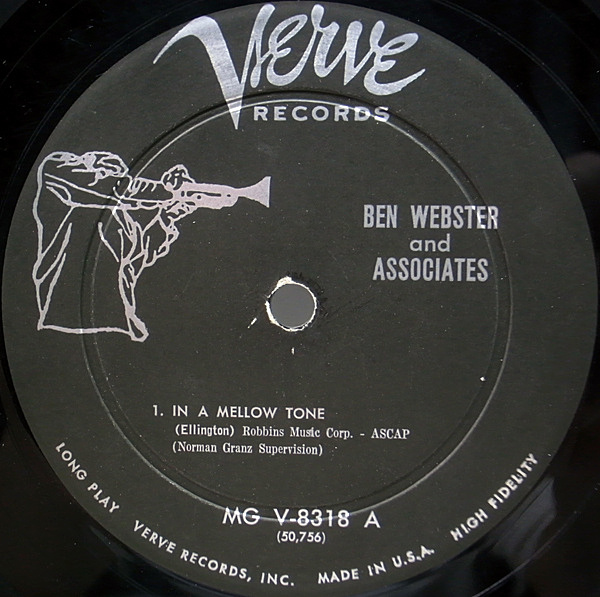 Verve
RECORDS
BEN WEBSTER
and
ASSOCIATES
1. IN A MELLOW TONE
(Ellington) Robbins Music Corp. - ASCAP
(Norman Granz Supervision)
MG V-8318 A
(50,756)
LONG PLAY VERVE RECORDS, INC. MADE IN U.S.A. HIGH FIDELITY